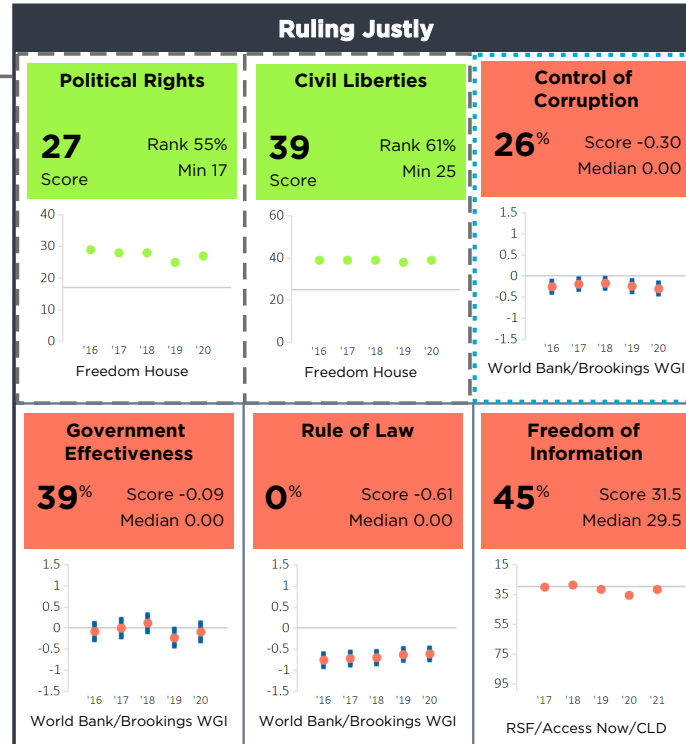 Ruling Justly
Political Rights
27
Score
Rank 55%
Min 17
40
30
20
10
0
'16 '17 '18 '19 '20
Freedom House
Civil Liberties
39
Score
Rank 61%
Min 25
60
40
20
0
'16 '17 '18 '19 '20
Freedom House
Control of
Corruption
26%
Score -0.30
Median 0.00
1.5
1
0.5
0
-0.5
-1
-1.5
'16 '17 '18 '19 '20
World Bank/Brookings WGI
Government
Effectiveness
39%
Score -0.09
Median 0.00
1.5
1
0.5
0
-0.5
-1
-1.5
'16 '17 '18 '19 '20
World Bank/Brookings WGI
Rule of Law
0%
Score -0.61
Median 0.00
1.5
1
0.5
0
-0.5
-1
-1.5
'16 '17 '18 '19 '20
World Bank/Brookings WGI
Freedom of
Information
45%
Score 31.5
Median 29.5
15
35
55
75
95
'17 '18 '19 '20 '21
RSF/Access Now/CLD